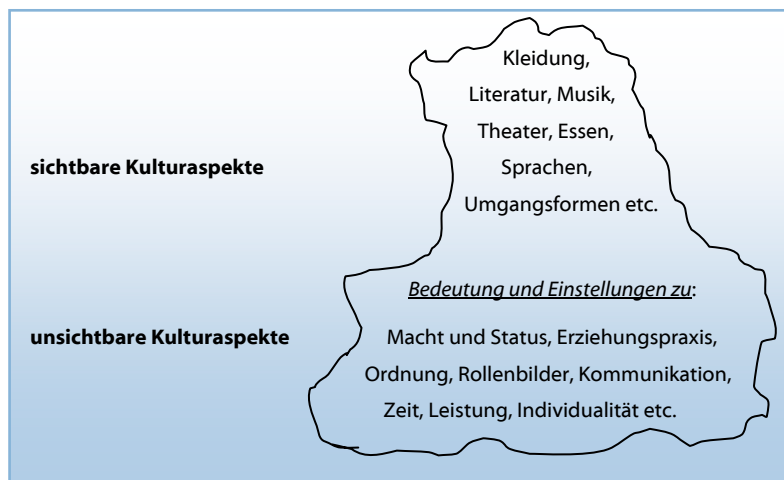 Kleidung,
Literatur, Musik,
Theater, Essen,
sichtbare Kulturaspekte
Sprachen,
Umgangsformen etc.
Bedeutung und Einstellungen zu:
unsichtbare Kulturaspekte
Macht und Status, Erziehungspraxis,
Ordnung, Rollenbilder, Kommunikation,
Zeit, Leistung, Individualität etc.